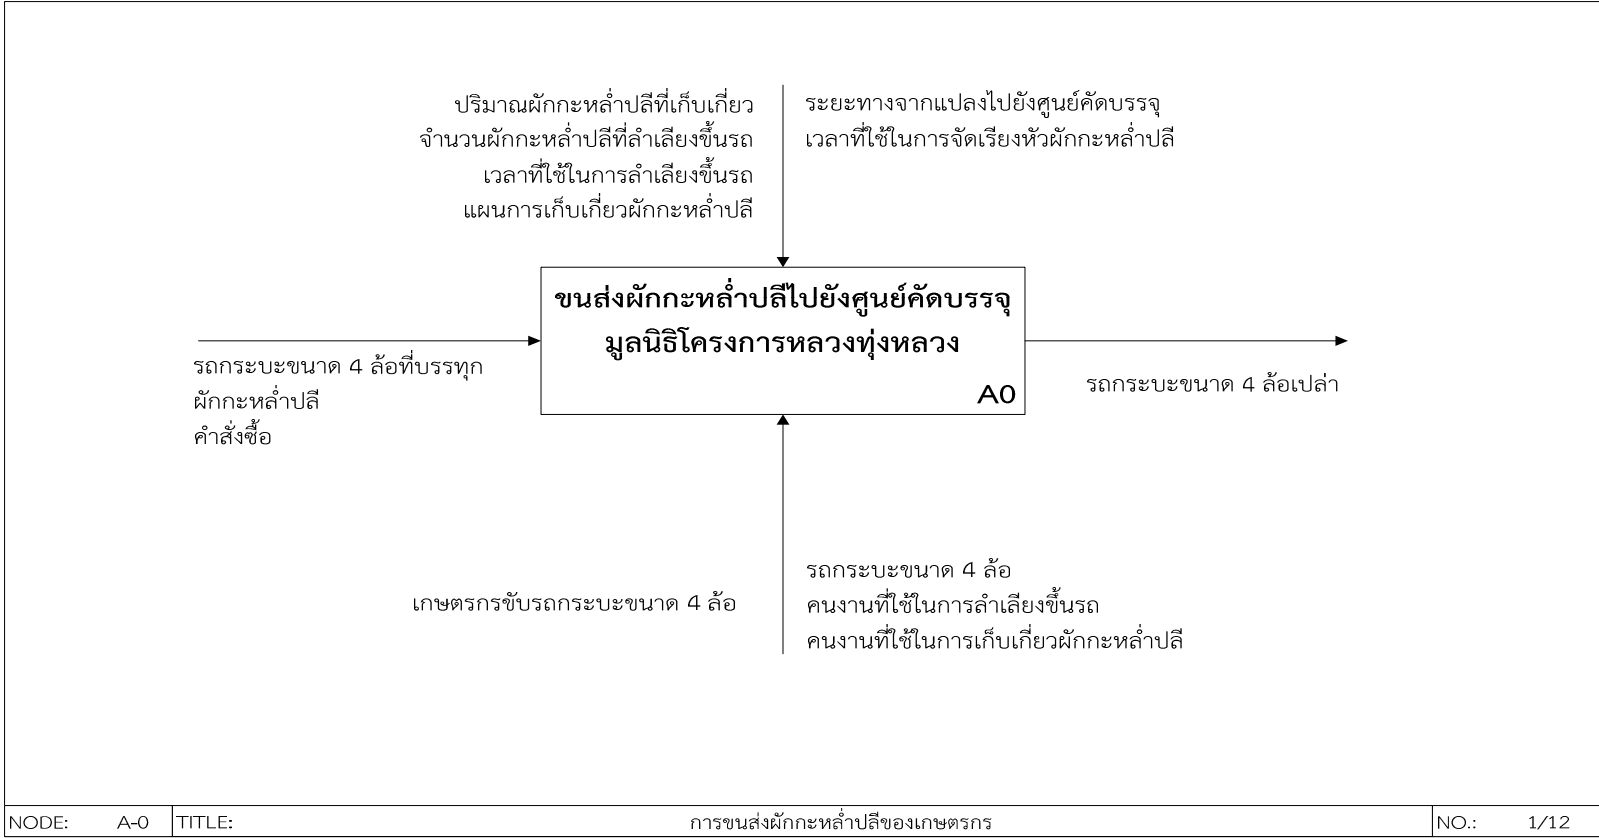 ปริมาณผักกะหล่ำปลีที่เก็บเกี่ยว
จำนวนผักกะหล่ำปลีที่ลำเลียงขึ้นรถ
เวลาที่ใช้ในการลำเลียงขึ้นรถ
แผนการเก็บเกี่ยวผักกะหล่ำปลี
ระยะทางจากแปลงไปยังศูนย์คัดบรรจุ
เวลาที่ใช้ในการจัดเรียงหัวผักกะหล่ำปลี
ขนส่งผักกะหล่ำปลีไปยังศูนย์คัดบรรจุ
มูลนิธิโครงการหลวงทุ่งหลวง
A0
รถกระบะขนาด 4 ล้อที่บรรทุก
ผักกะหล่ำปลี
คำสั่งซื้อ
รถกระบะขนาด 4 ล้อเปล่า
เกษตรกรขับรถกระบะขนาด 4 ล้อ
รถกระบะขนาด 4 ล้อ
คนงานที่ใช้ในการลำเลียงขึ้นรถ
คนงานที่ใช้ในการเก็บเกี่ยวผักกะหล่ำปลี
NODE: A-0 TITLE: การขนส่งผักกะหล่ำปลีของเกษตรกร NO.: 1/12